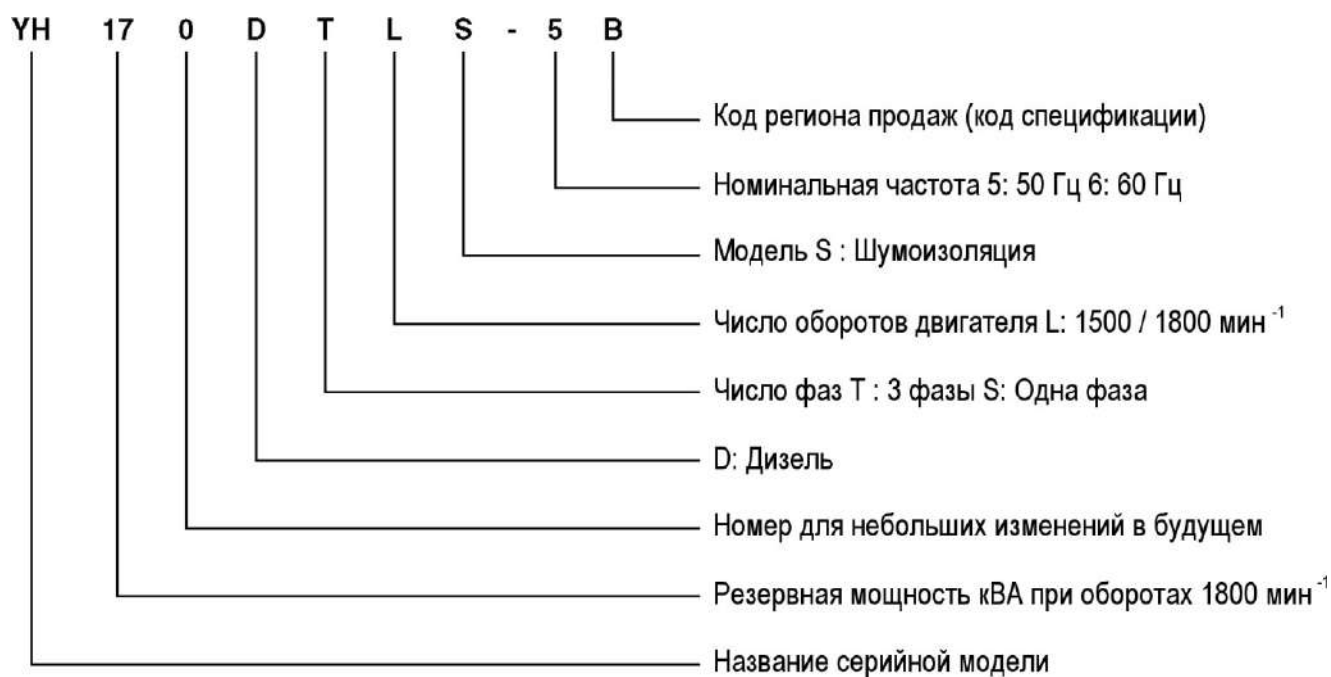 YH 17 0 D T L S - 5 B
Код региона продаж (код спецификации)
Номинальная частота 5: 50 Гц 6: 60 Гц
Модель S : Шумоизоляция
Число оборотов двигателя L: 1500 / 1800 мин ⁻¹
Число фаз T : 3 фазы S: Одна фаза
D: Дизель
Номер для небольших изменений в будущем
Резервная мощность кВА при оборотах 1800 мин ⁻¹
Название серийной модели